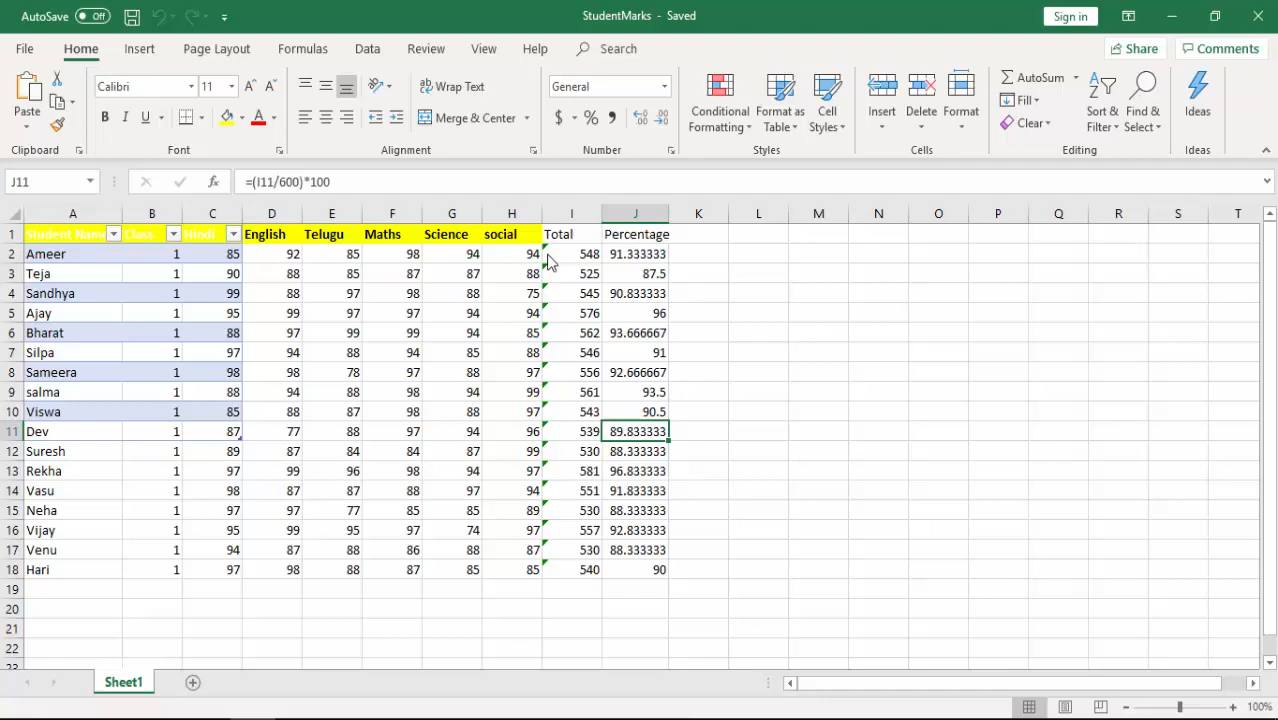 AutoSave Off StudentMarks - Saved Sign in
File Home Insert Page Layout Formulas Data Review View Help Search Share Comments
Calibri 11 A A Wrap Text General AutoSum
Paste B I U A Merge & Center $ % , Conditional Formatting Format as Table Cell Styles Insert Delete Format Fill Clear Sort & Filter Find & Select Ideas
Clipboard Font Alignment Number Styles Cells Editing Ideas
J11 fx =(I11/600)*100
A B C D E F G H I J K L M N O P Q R S T
1 Student Name Class Hindi English Telugu Maths Science social Total Percentage
2 Ameer 1 85 92 85 98 94 94 548 91.333333
3 Teja 1 90 88 85 87 87 88 525 87.5
4 Sandhya 1 99 88 97 98 88 75 545 90.833333
5 Ajay 1 95 99 97 97 94 94 576 96
6 Bharat 1 88 97 99 99 94 85 562 93.666667
7 Silpa 1 97 94 88 94 85 88 546 91
8 Sameera 1 98 98 78 97 88 97 556 92.666667
9 salma 1 88 94 88 98 94 99 561 93.5
10 Viswa 1 85 88 87 98 88 97 543 90.5
11 Dev 1 87 77 88 97 94 96 539 89.833333
12 Suresh 1 89 87 84 84 87 99 530 88.333333
13 Rekha 1 97 99 96 98 94 97 581 96.833333
14 Vasu 1 98 87 87 88 97 94 551 91.833333
15 Neha 1 97 97 77 85 85 89 530 88.333333
16 Vijay 1 95 99 95 97 74 97 557 92.833333
17 Venu 1 94 87 88 86 88 87 530 88.333333
18 Hari 1 97 98 88 87 85 85 540 90
19
20
21
22
23
Sheet1
100%